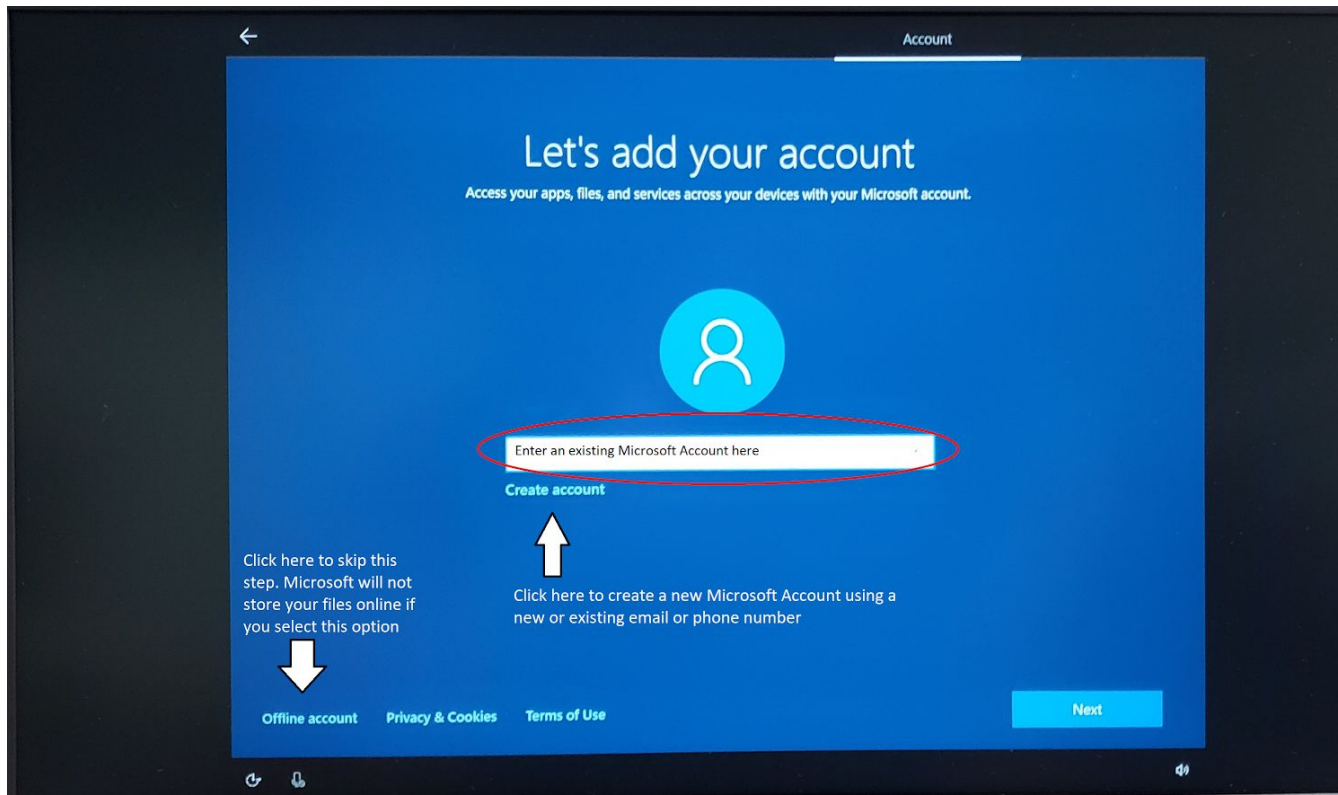 Account
Let's add your account
Access your apps, files, and services across your devices with your Microsoft account.
Enter an existing Microsoft Account here
Create account
Click here to skip this
step. Microsoft will not
store your files online if
you select this option
Click here to create a new Microsoft Account using a
new or existing email or phone number
Offline account
Privacy & Cookies
Terms of Use
Next